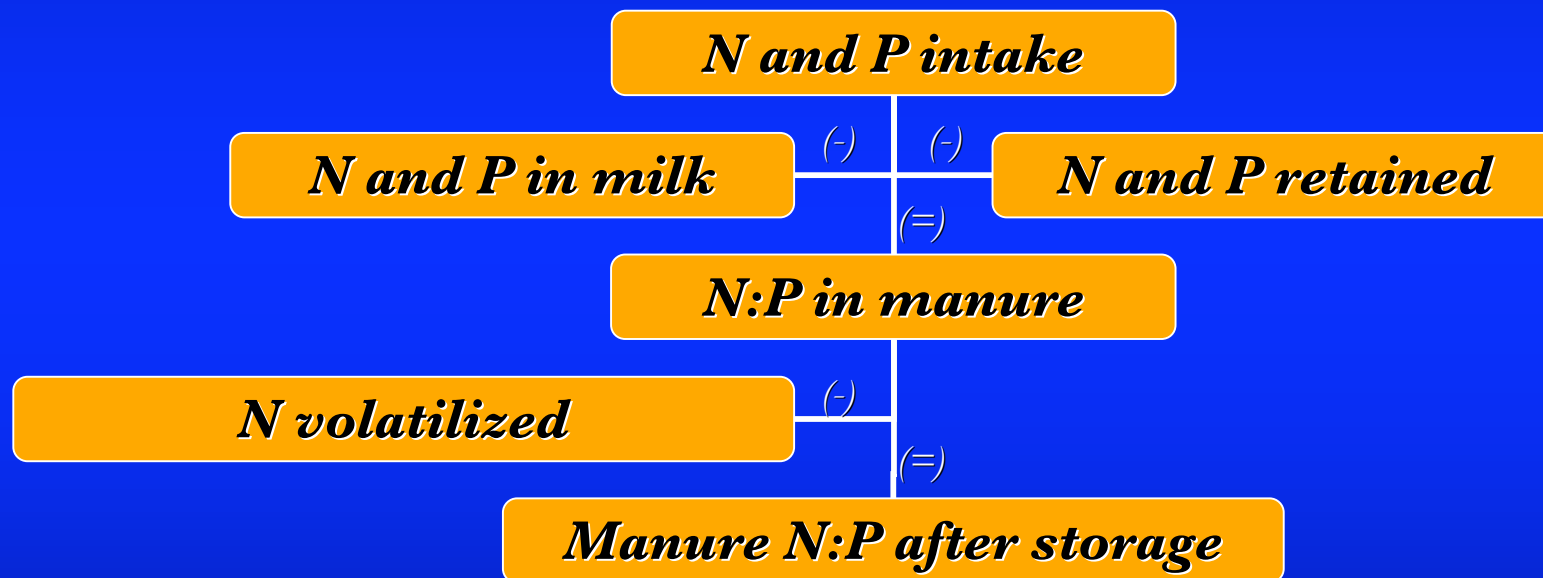 N and P intake
(-) (-)
N and P in milk
N and P retained
(=)
N:P in manure
(-)
N volatilized
(=)
Manure N:P after storage